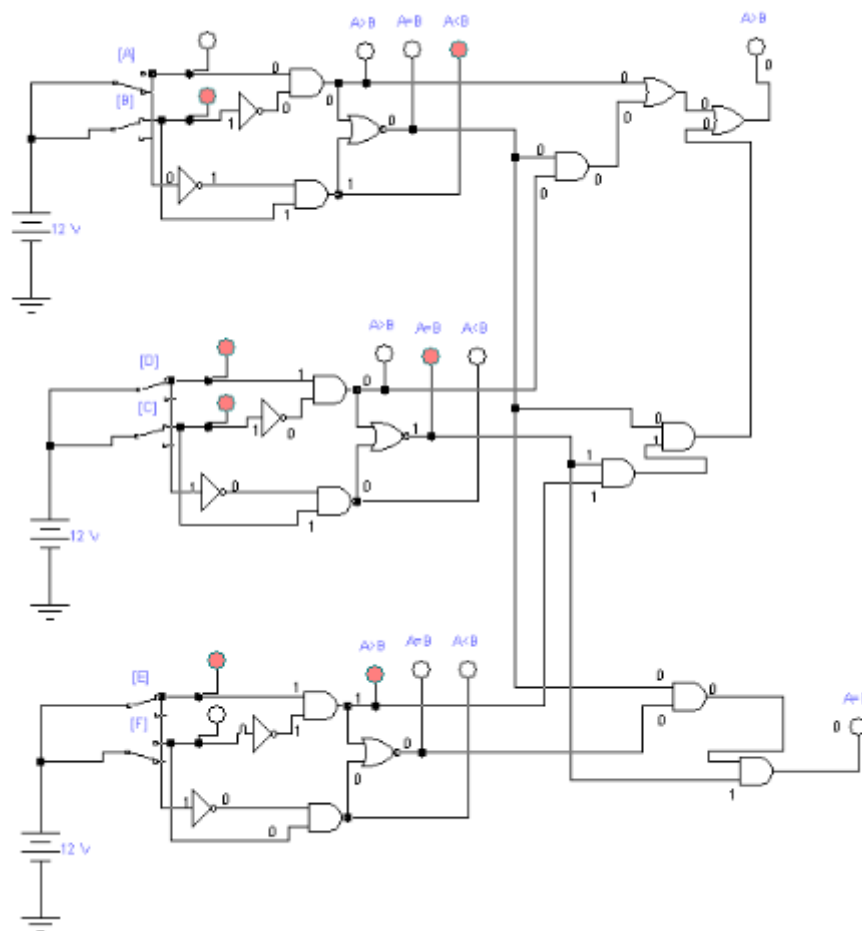 A>B A=B A<B A>B
[A]
0 0 0 0
[B]
0 0 0
1 0 0 0
0 1 0 0
1 0
1
12 V
A>B A=B A<B
[D]
1 0
[C]
1 0 1 0
1
1 0 0 1
1 1
12 V
A>B A=B A<B
[E]
1 1 0
[F]
0 1 0 0
0 0
1 0
0 1
12 V